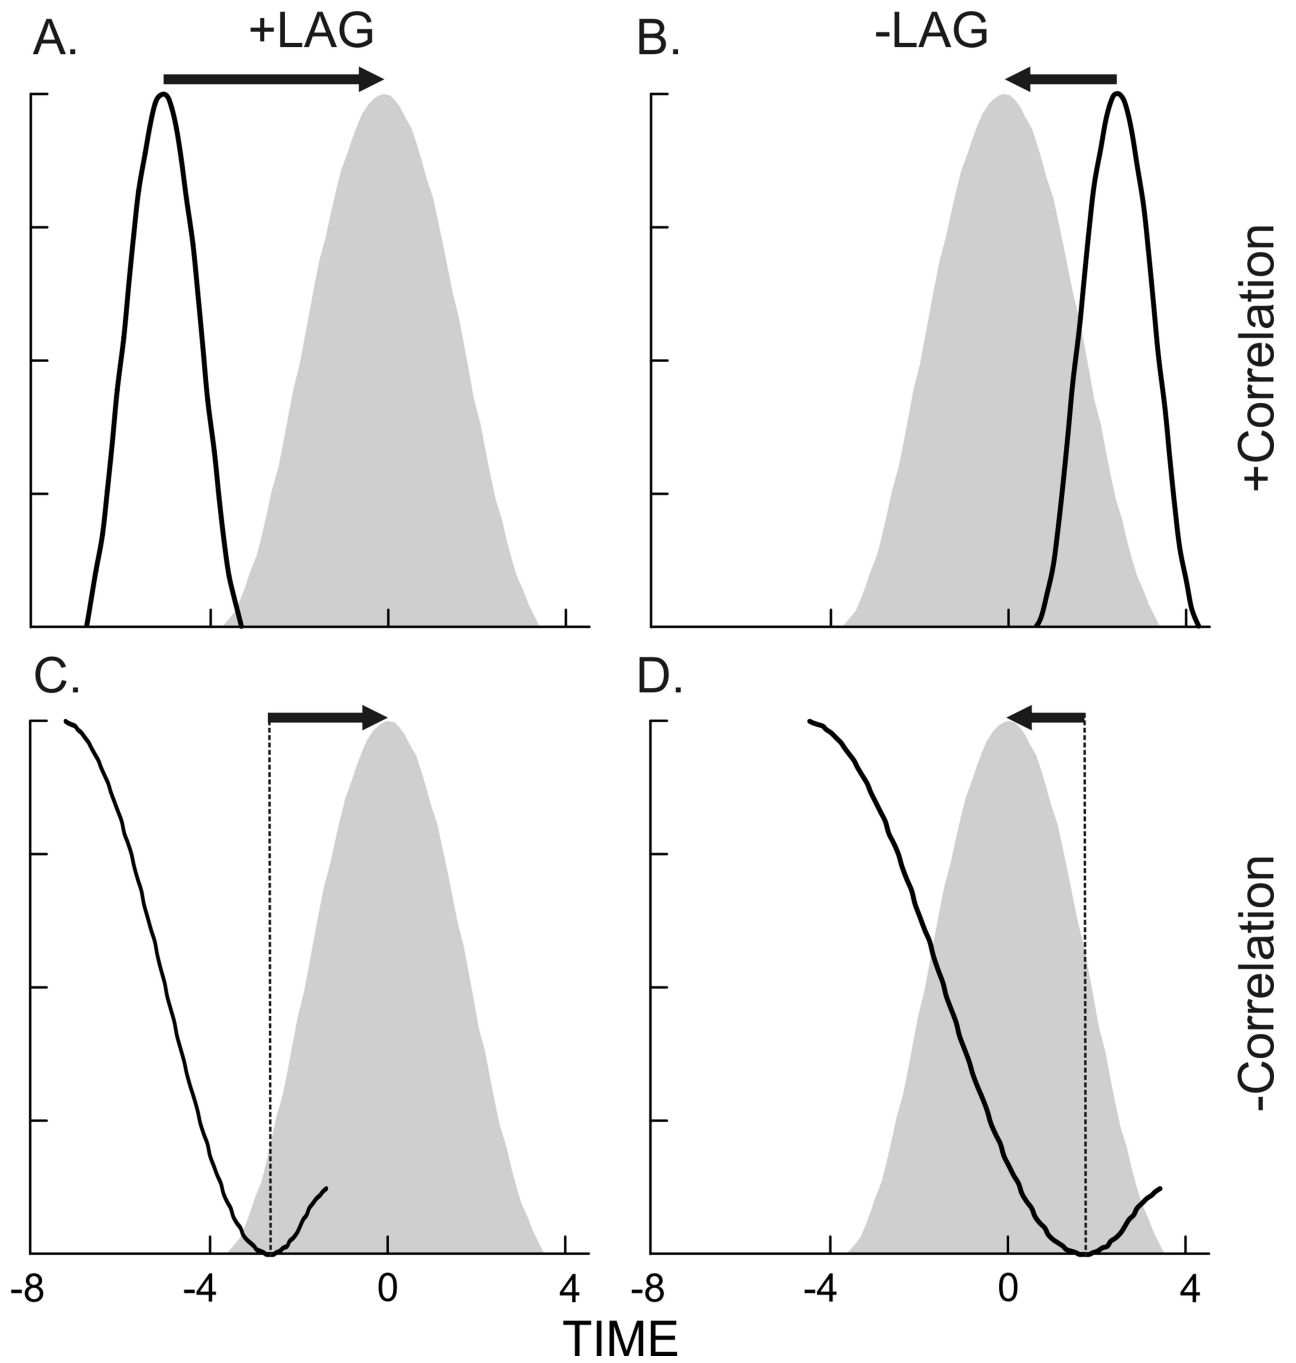 A.
+LAG
B.
-LAG
+Correlation
C.
D.
-Correlation
-8
-4
0
4
-8
-4
0
4
TIME